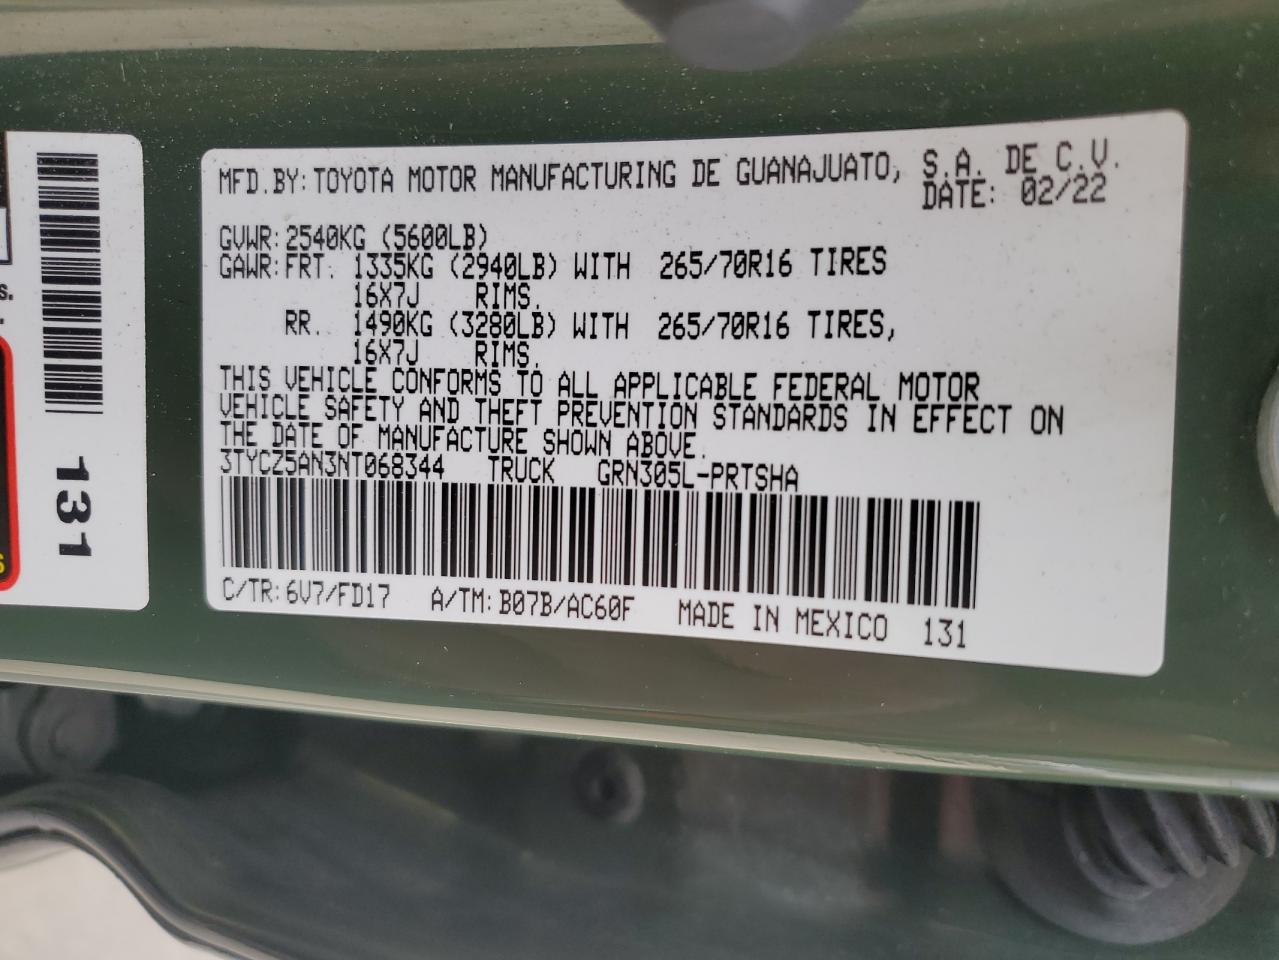 MFD.BY:TOYOTA MOTOR MANUFACTURING DE GUANAJUATO, S.A. DE C.V.
DATE: 02/22
GVWR:2540KG (5600LB)
GAWR:FRT. 1335KG (2940LB) WITH 265/70R16 TIRES
16X7J RIMS.
RR. 1490KG (3280LB) WITH 265/70R16 TIRES,
16X7J RIMS.
THIS VEHICLE CONFORMS TO ALL APPLICABLE FEDERAL MOTOR
VEHICLE SAFETY AND THEFT PREVENTION STANDARDS IN EFFECT ON
THE DATE OF MANUFACTURE SHOWN ABOVE.
3TYCZ5AN3NT068344 TRUCK GRN305L-PRTSHA
C/TR:6V7/FD17 A/TM:B07B/AC60F MADE IN MEXICO 131
131